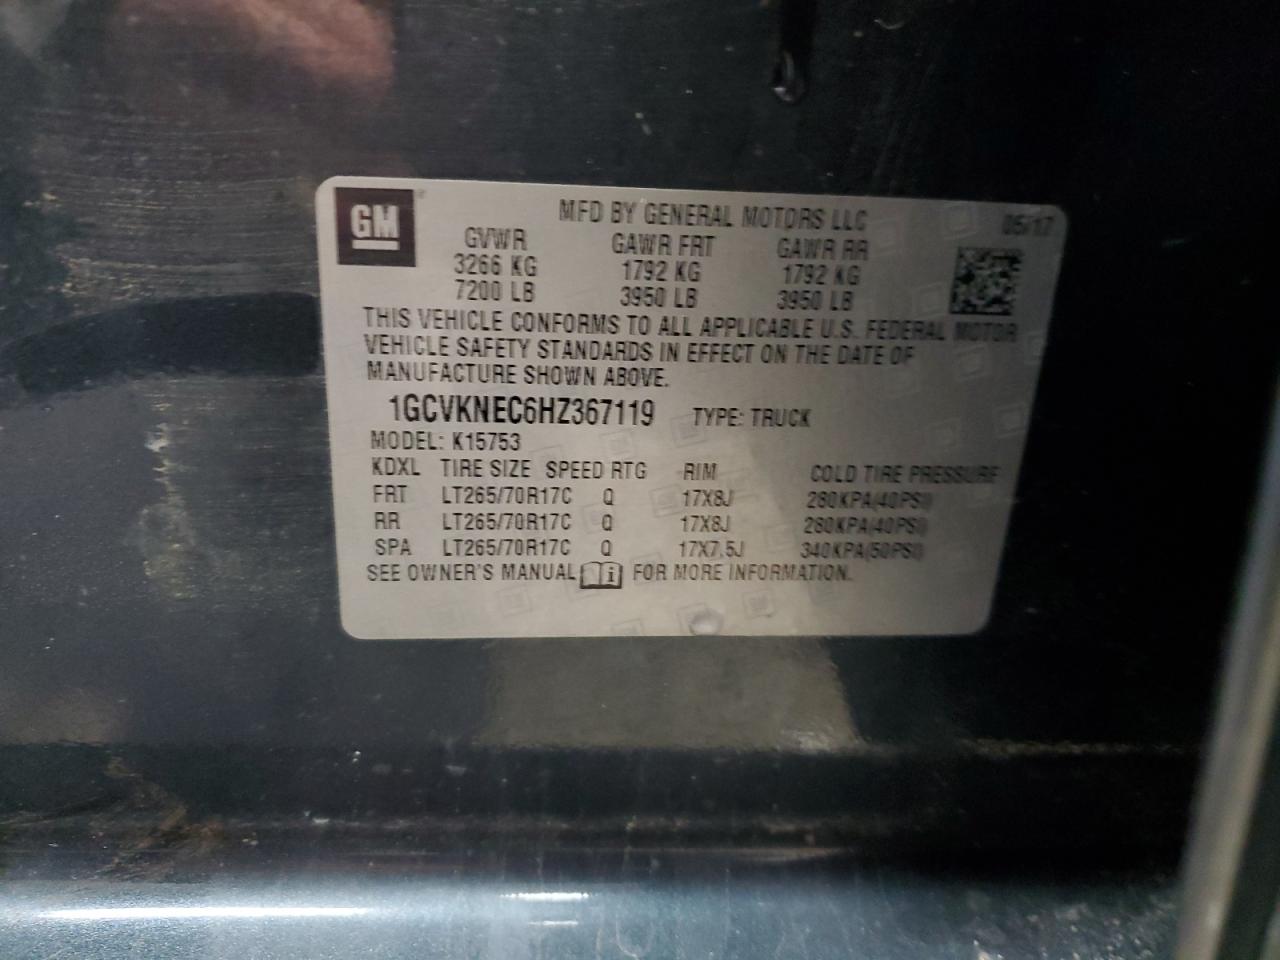 GM
MFD BY GENERAL MOTORS LLC 05/17
GVWR GAWR FRT GAWR RR
3266 KG 1792 KG 1792 KG
7200 LB 3950 LB 3950 LB
THIS VEHICLE CONFORMS TO ALL APPLICABLE U.S. FEDERAL MOTOR
VEHICLE SAFETY STANDARDS IN EFFECT ON THE DATE OF
MANUFACTURE SHOWN ABOVE.
1GCVKNEC6HZ367119 TYPE: TRUCK
MODEL: K15753
KDXL TIRE SIZE SPEED RTG RIM COLD TIRE PRESSURE
FRT LT265/70R17C Q 17X8J 280KPA(40PSI)
RR LT265/70R17C Q 17X8J 280KPA(40PSI)
SPA LT265/70R17C Q 17X7.5J 340KPA(50PSI)
SEE OWNER'S MANUAL i FOR MORE INFORMATION.